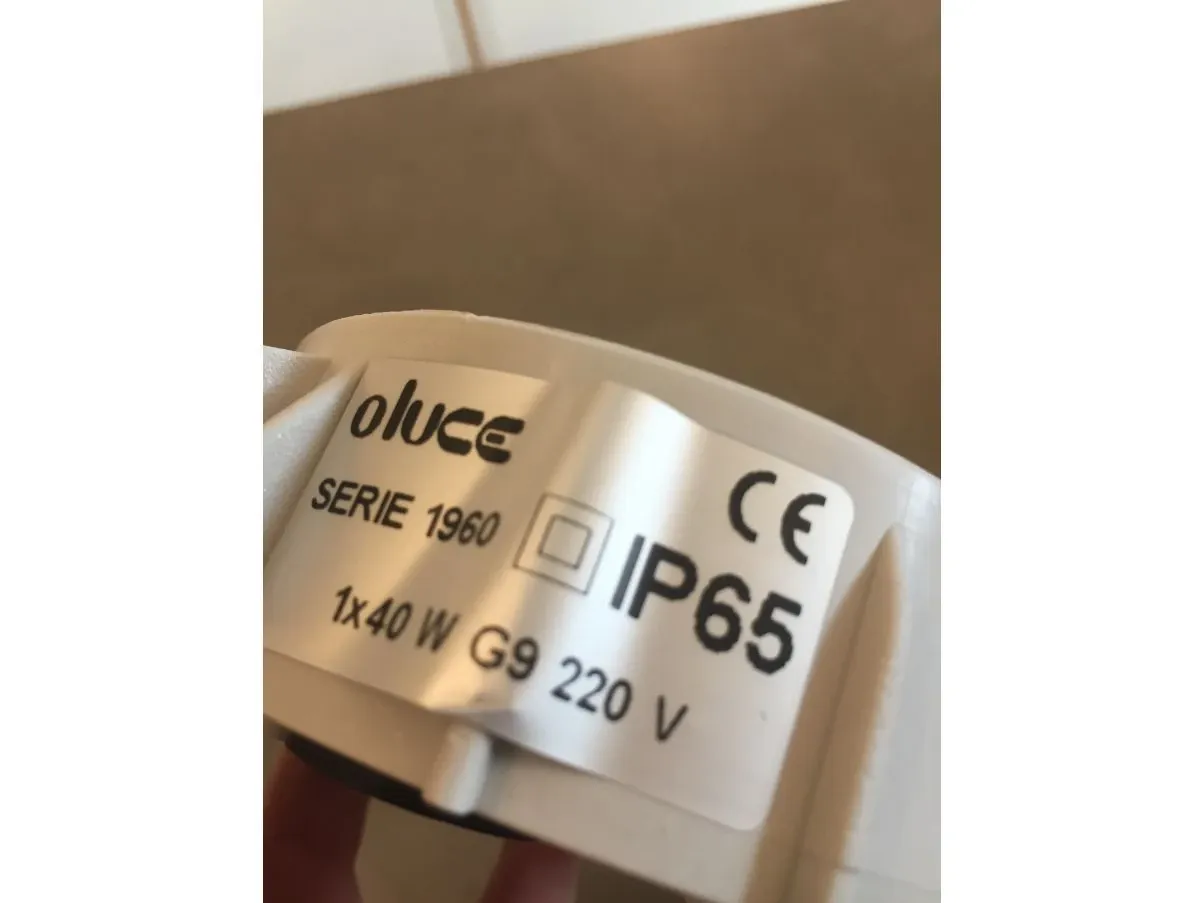 oluce
CE
SERIE 1960
IP65
1x40 W G9 220 V